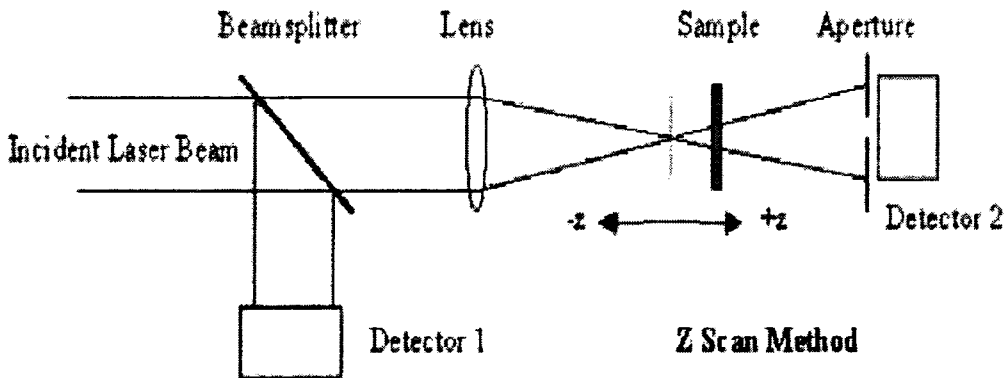 Beamsplitter
Lens
Sample
Aperture
Incident Laser Beam
-z
+z
Detector 2
Detector 1
Z Scan Method